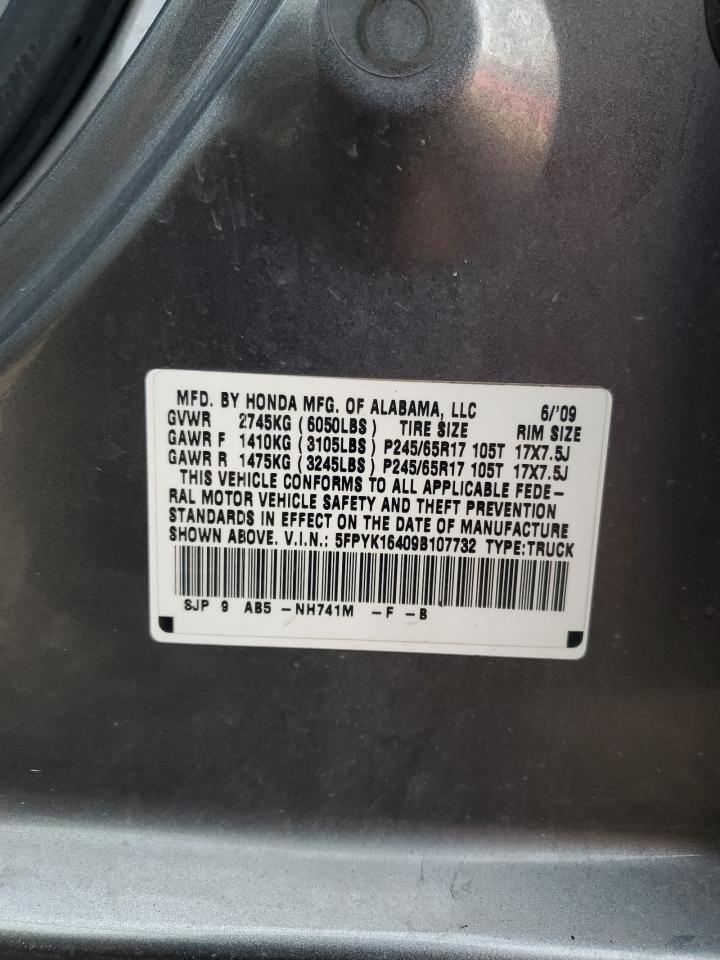 MFD. BY HONDA MFG. OF ALABAMA, LLC 6/'09
GVWR 2745KG (6050LBS) TIRE SIZE RIM SIZE
GAWR F 1410KG (3105LBS) P245/65R17 105T 17X7.5J
GAWR R 1475KG (3245LBS) P245/65R17 105T 17X7.5J
THIS VEHICLE CONFORMS TO ALL APPLICABLE FEDE-
RAL MOTOR VEHICLE SAFETY AND THEFT PREVENTION
STANDARDS IN EFFECT ON THE DATE OF MANUFACTURE
SHOWN ABOVE. V.I.N.: 5FPYK16409B107732 TYPE:TRUCK
SJP 9 AB5 -NH741M -F -B